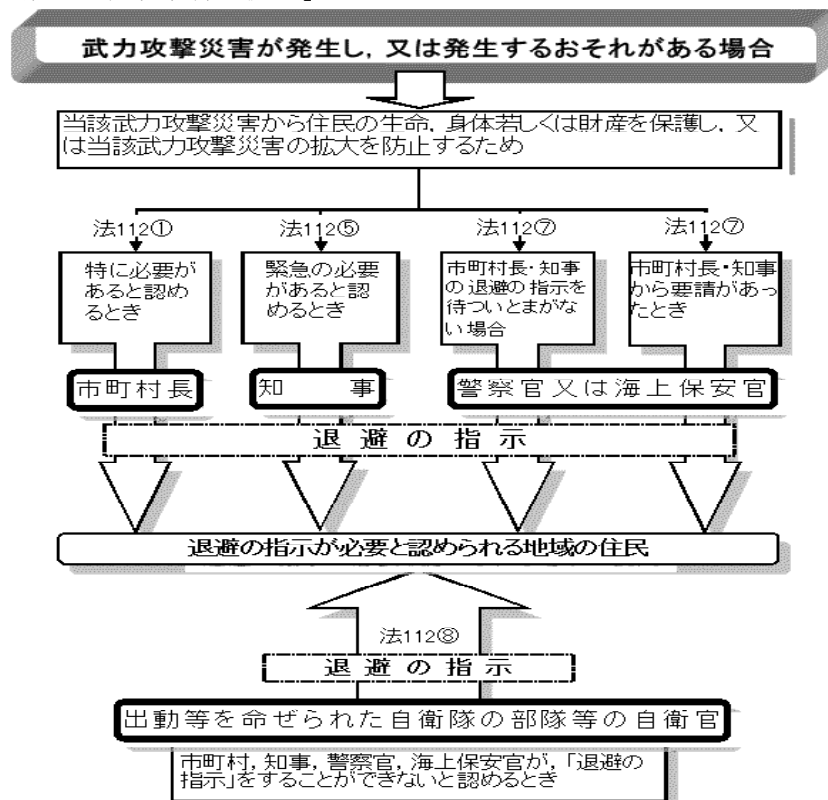 武力攻撃災害が発生し，又は発生するおそれがある場合
当該武力攻撃災害から住民の生命，身体若しくは財産を保護し，又
は当該武力攻撃災害の拡大を防止するため
法112①
法112⑤
法112⑦
法112⑦
特に必要が
あると認め
るとき
緊急の必要
があると認
めるとき
市町村長・知事
の退避の指示を
待ついとまがな
い場合
市町村長・知事
から要請があっ
たとき
市町村長
知　　事
警察官又は海上保安官
退避の指示
退避の指示が必要と認められる地域の住民
法112⑧
退避の指示
出動等を命ぜられた自衛隊の部隊等の自衛官
市町村，知事，警察官，海上保安官が，「退避の
指示」をすることができないと認めるとき